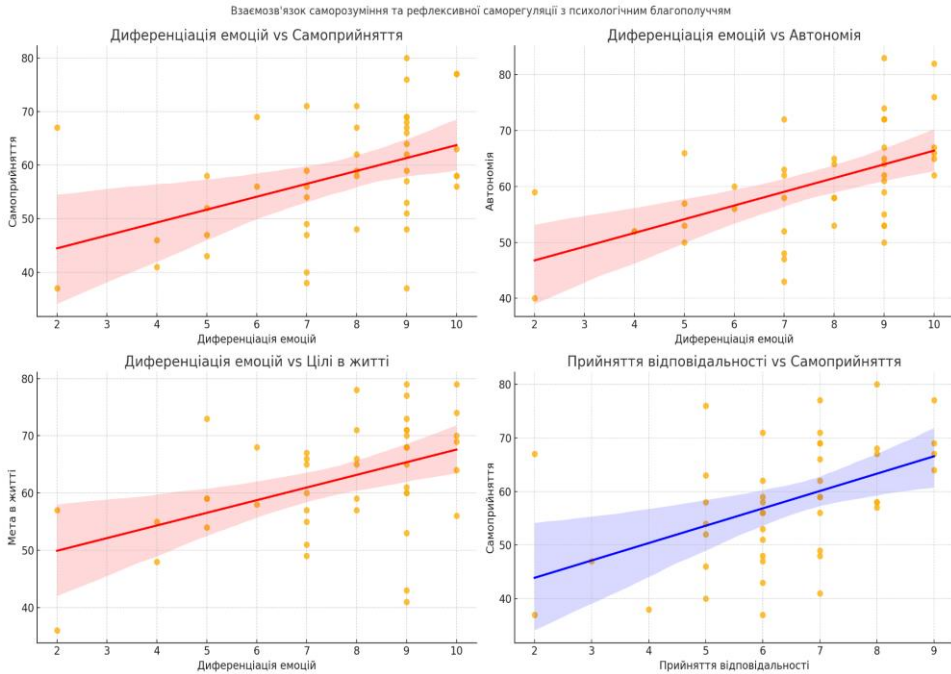 Взаємозв'язок саморозуміння та рефлексивної саморегуляції з психологічним благополуччям
Диференціація емоцій vs Самоприйняття
Самоприйняття
80
70
60
50
40
2 3 4 5 6 7 8 9 10
Диференціація емоцій
Диференціація емоцій vs Автономія
Автономія
80
70
60
50
40
2 3 4 5 6 7 8 9 10
Диференціація емоцій
Диференціація емоцій vs Цілі в житті
Мета в житті
80
70
60
50
40
2 3 4 5 6 7 8 9 10
Диференціація емоцій
Прийняття відповідальності vs Самоприйняття
Самоприйняття
80
70
60
50
40
2 3 4 5 6 7 8 9
Прийняття відповідальності